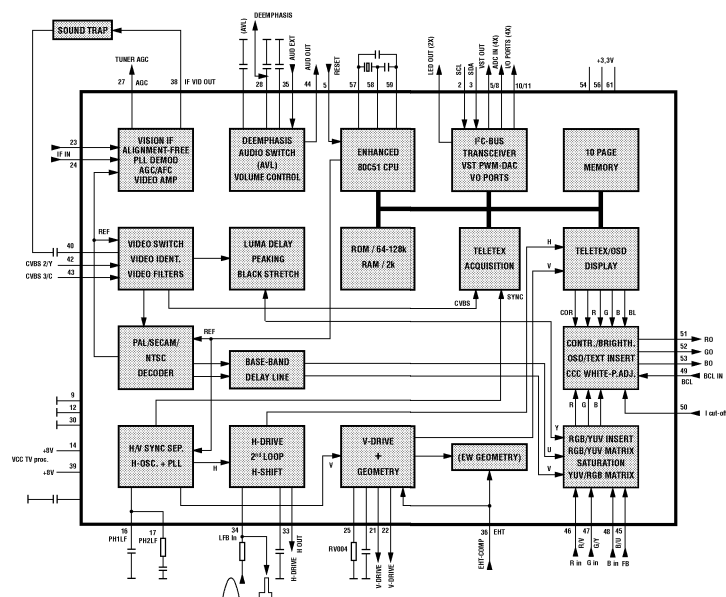 SOUND TRAP
TUNER AGC
27
AGC
38
IF VID OUT
(AVL)
DEEMPHASIS
28
AUD EXT
35
AUD OUT
44
RESET
5
57
58
59
LED OUT (2X)
SCL
2
SDA
3
VST OUT
ADC IN (4X)
5/8
I/O PORTS (4X)
10/11
+3,3V
54
56
61
23
IF IN
24
VISION IF
ALIGNMENT-FREE
PLL DEMOD
AGC/AFC
VIDEO AMP
DEEMPHASIS
AUDIO SWITCH
(AVL)
VOLUME CONTROL
ENHANCED
80C51 CPU
I²C-BUS
TRANSCEIVER
VST PWM-DAC
I/O PORTS
10 PAGE
MEMORY
REF
40
42
CVBS 2/Y
43
CVBS 3/C
VIDEO SWITCH
VIDEO IDENT.
VIDEO FILTERS
LUMA DELAY
PEAKING
BLACK STRETCH
ROM / 64-128k
RAM / 2k
TELETEX
ACQUISITION
H
V
TELETEX/OSD
DISPLAY
CVBS
SYNC
COR
R
G
B
BL
REF
PAL/SECAM/
NTSC
DECODER
BASE-BAND
DELAY LINE
CONTR./BRIGHTH.
OSD/TEXT INSERT
CCC WHITE-P.ADJ.
51
RO
52
GO
53
BO
49
BCL IN
BCL
50
I cut-off
R
G
B
9
12
30
14
+8V
VCC TV proc.
39
+8V
H/V SYNC SEP.
H-OSC. + PLL
H
H-DRIVE
2nd LOOP
H-SHIFT
V
V-DRIVE
+
GEOMETRY
(EW GEOMETRY)
Y
U
V
RGB/YUV INSERT
RGB/YUV MATRIX
SATURATION
YUV/RGB MATRIX
16
PH1LF
17
PH2LF
34
LFB In
33
H-DRIVE
H OUT
25
RV004
21
22
V-DRIVE
V-DRIVE
36
EHT
EHT-COMP
46
R/V
47
G/Y
48
B/U
45
R in
G in
B in
FB